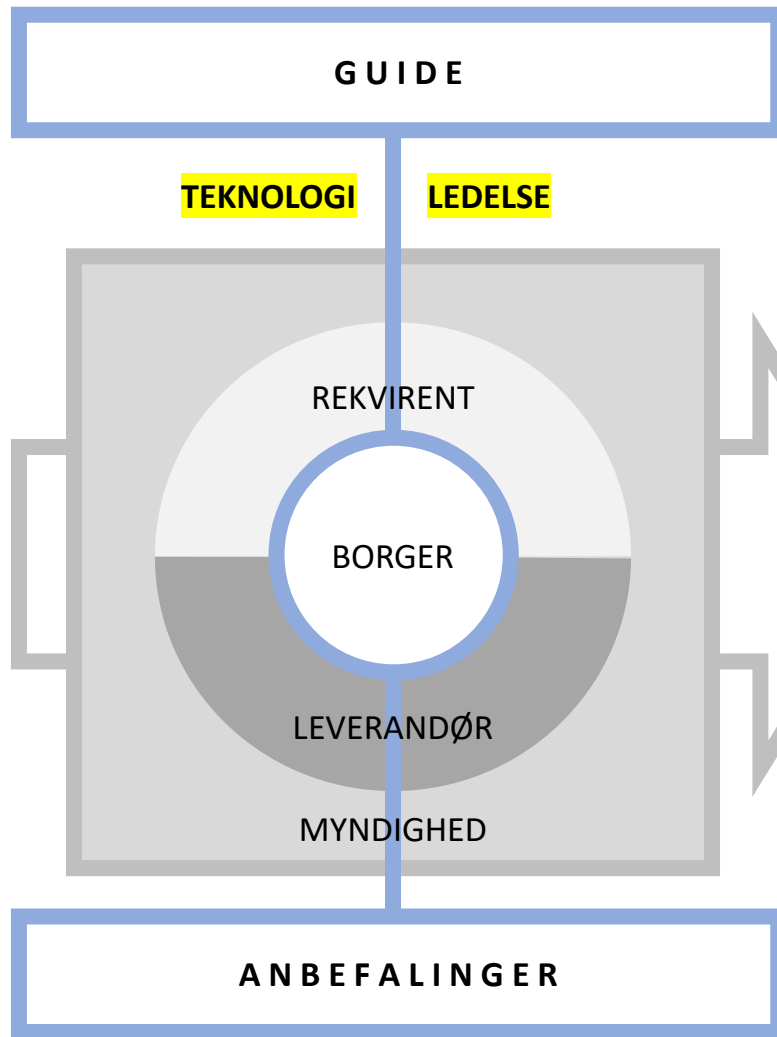 GUIDE
TEKNOLOGI LEDELSE
REKVIRENT
BORGER
LEVERANDØR
MYNDIGHED
ANBEFALINGER